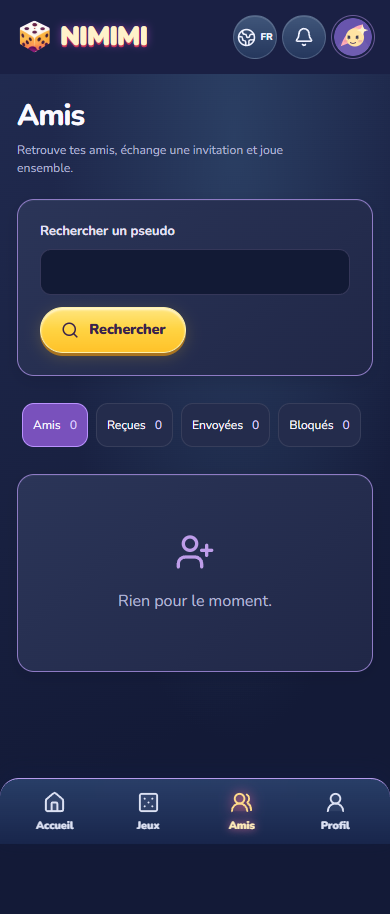 NIMIMI
FR
Amis
Retrouve tes amis, échange une invitation et joue
ensemble.
Rechercher un pseudo
Rechercher
Amis 0
Reçues 0
Envoyées 0
Bloqués 0
Rien pour le moment.
Accueil
Jeux
Amis
Profil